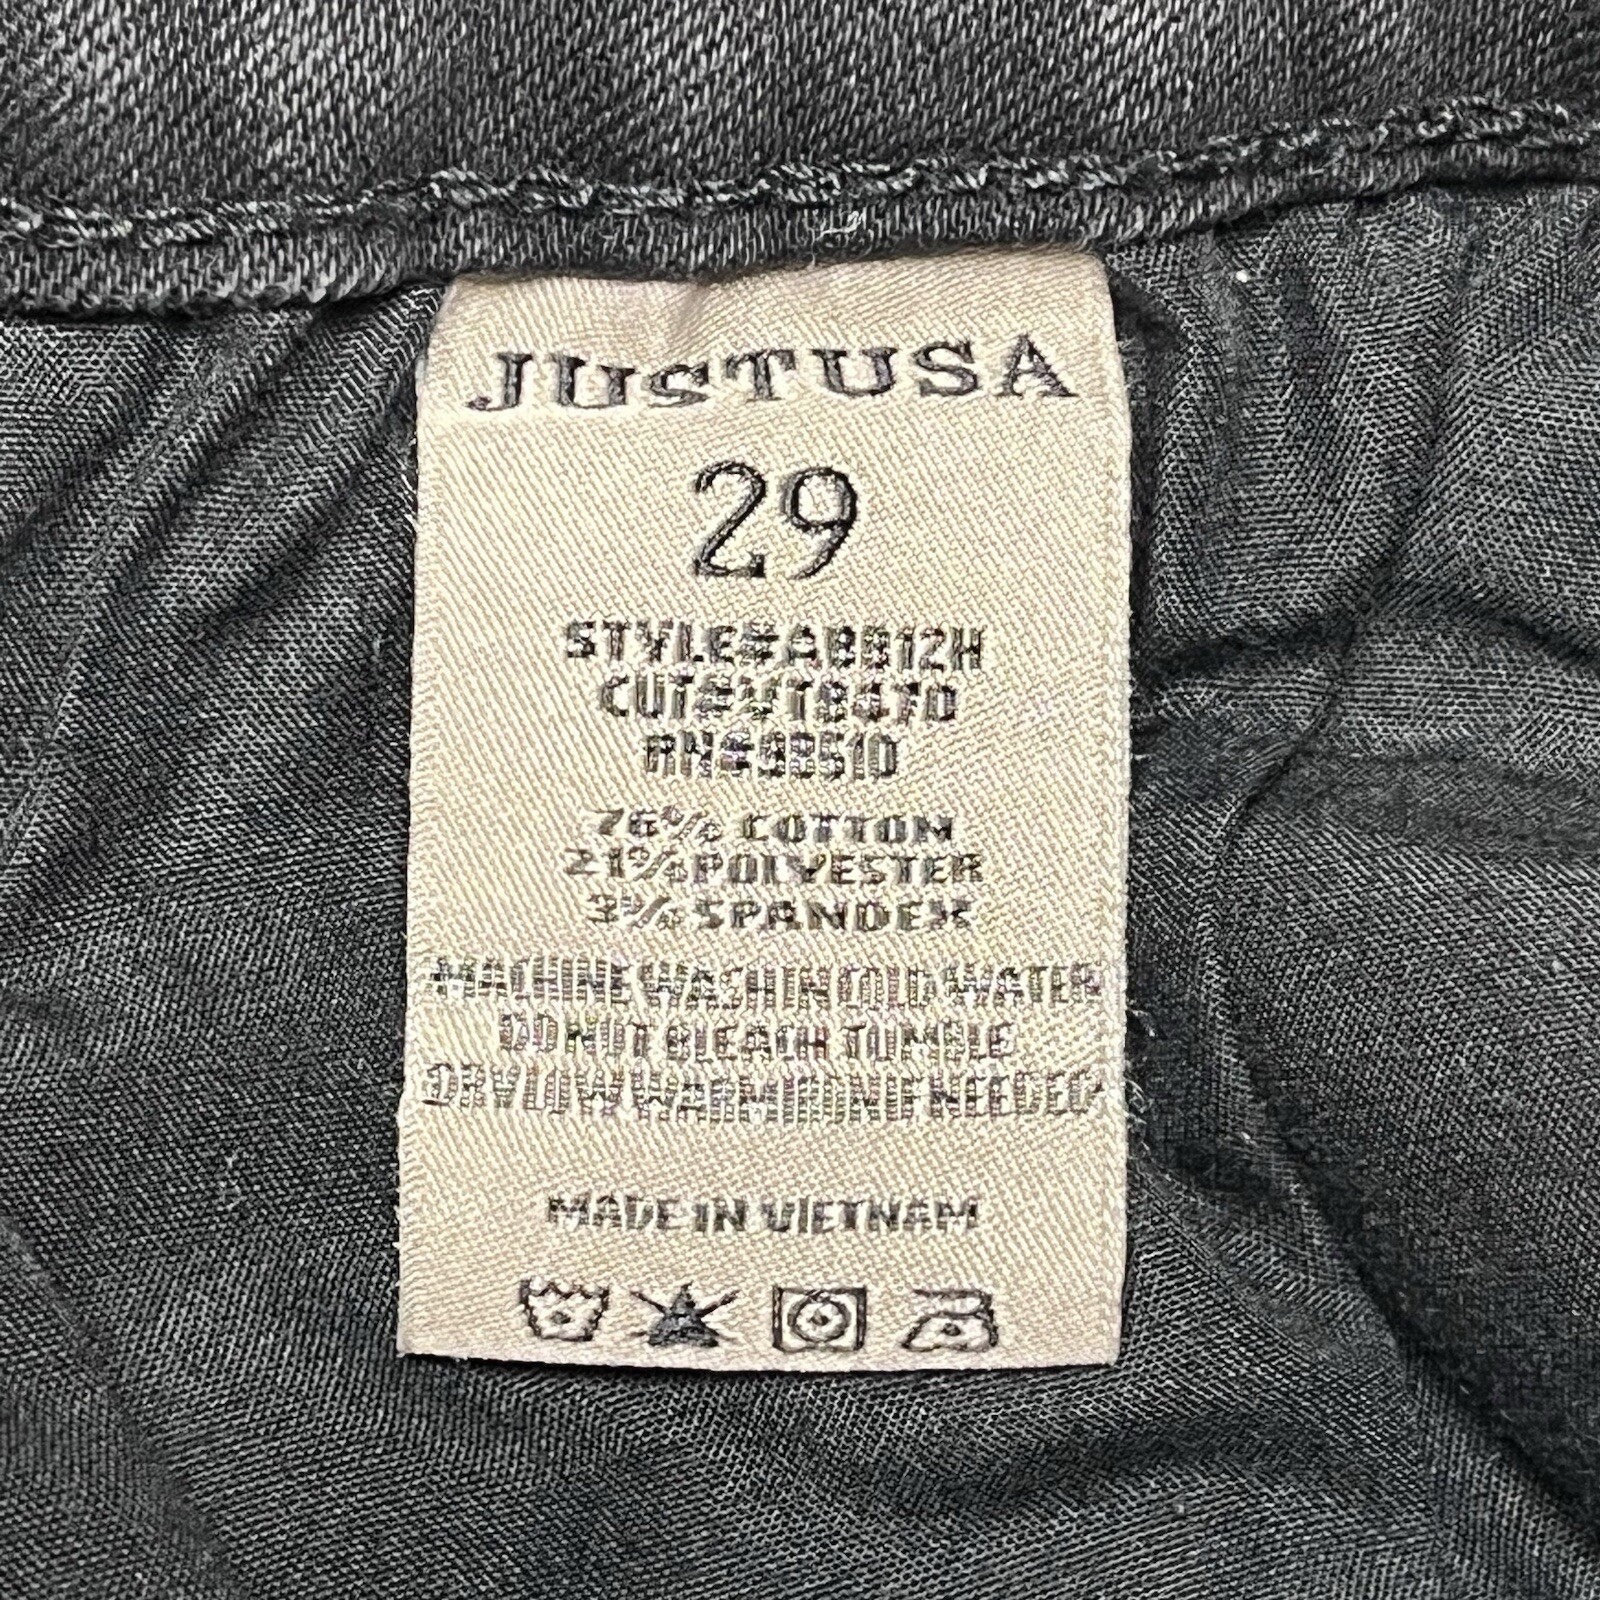 JUSTUSA
29
STYLE#AB912H
CUT#VT8470
RN#98510
76% COTTON
21% POLYESTER
3% SPANDEX
MACHINE WASH IN COLD WATER
DO NOT BLEACH TUMBLE
DRY LOW WARM IRON IF NEEDED
MADE IN VIETNAM